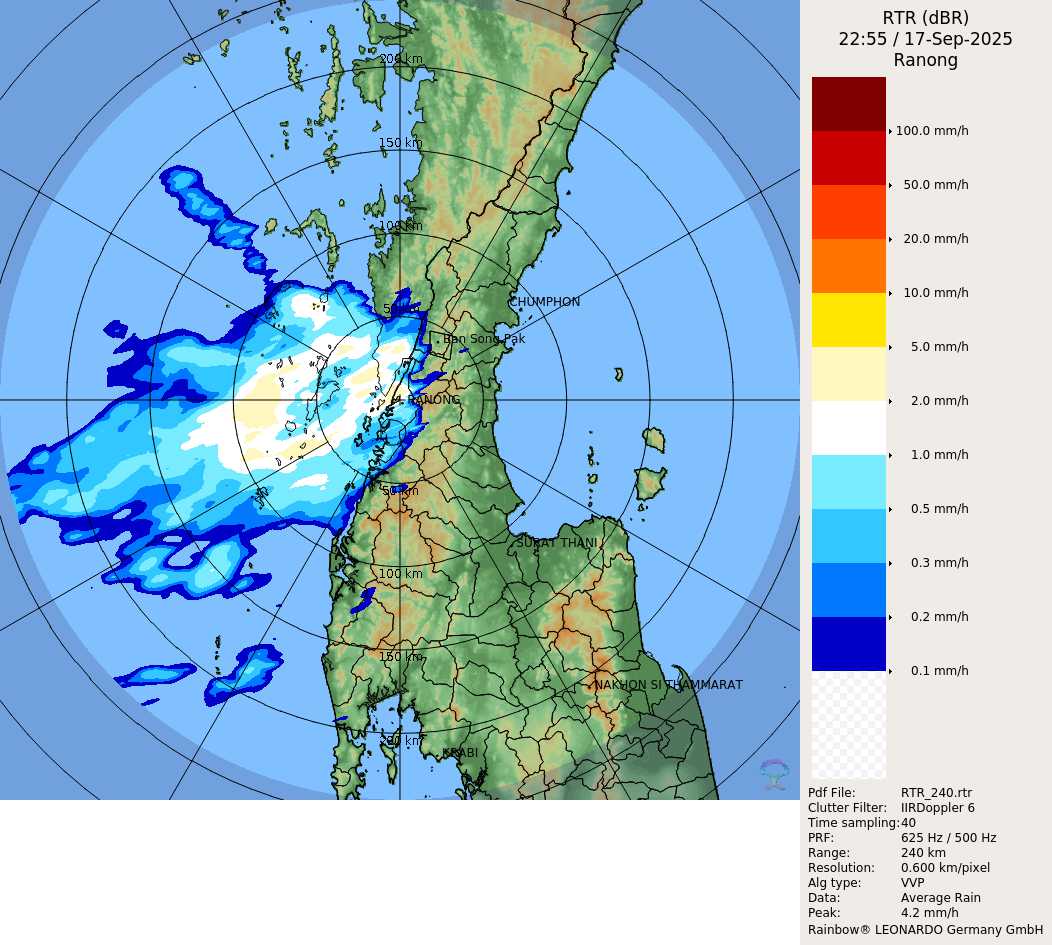 RTR (dBR)
22:55 / 17-Sep-2025
Ranong
100.0 mm/h
50.0 mm/h
20.0 mm/h
10.0 mm/h
5.0 mm/h
2.0 mm/h
1.0 mm/h
0.5 mm/h
0.3 mm/h
0.2 mm/h
0.1 mm/h
Pdf File: RTR_240.rtr
Clutter Filter: IIRDoppler 6
Time sampling: 40
PRF: 625 Hz / 500 Hz
Range: 240 km
Resolution: 0.600 km/pixel
Alg type: VVP
Data: Average Rain
Peak: 4.2 mm/h
Rainbow® LEONARDO Germany GmbH
200 km
150 km
100 km
CHUMPHON
50 km
Ban Song Pak
RANONG
50 km
SURAT THANI
100 km
150 km
NAKHON SI THAMMARAT
200 km
KRABI